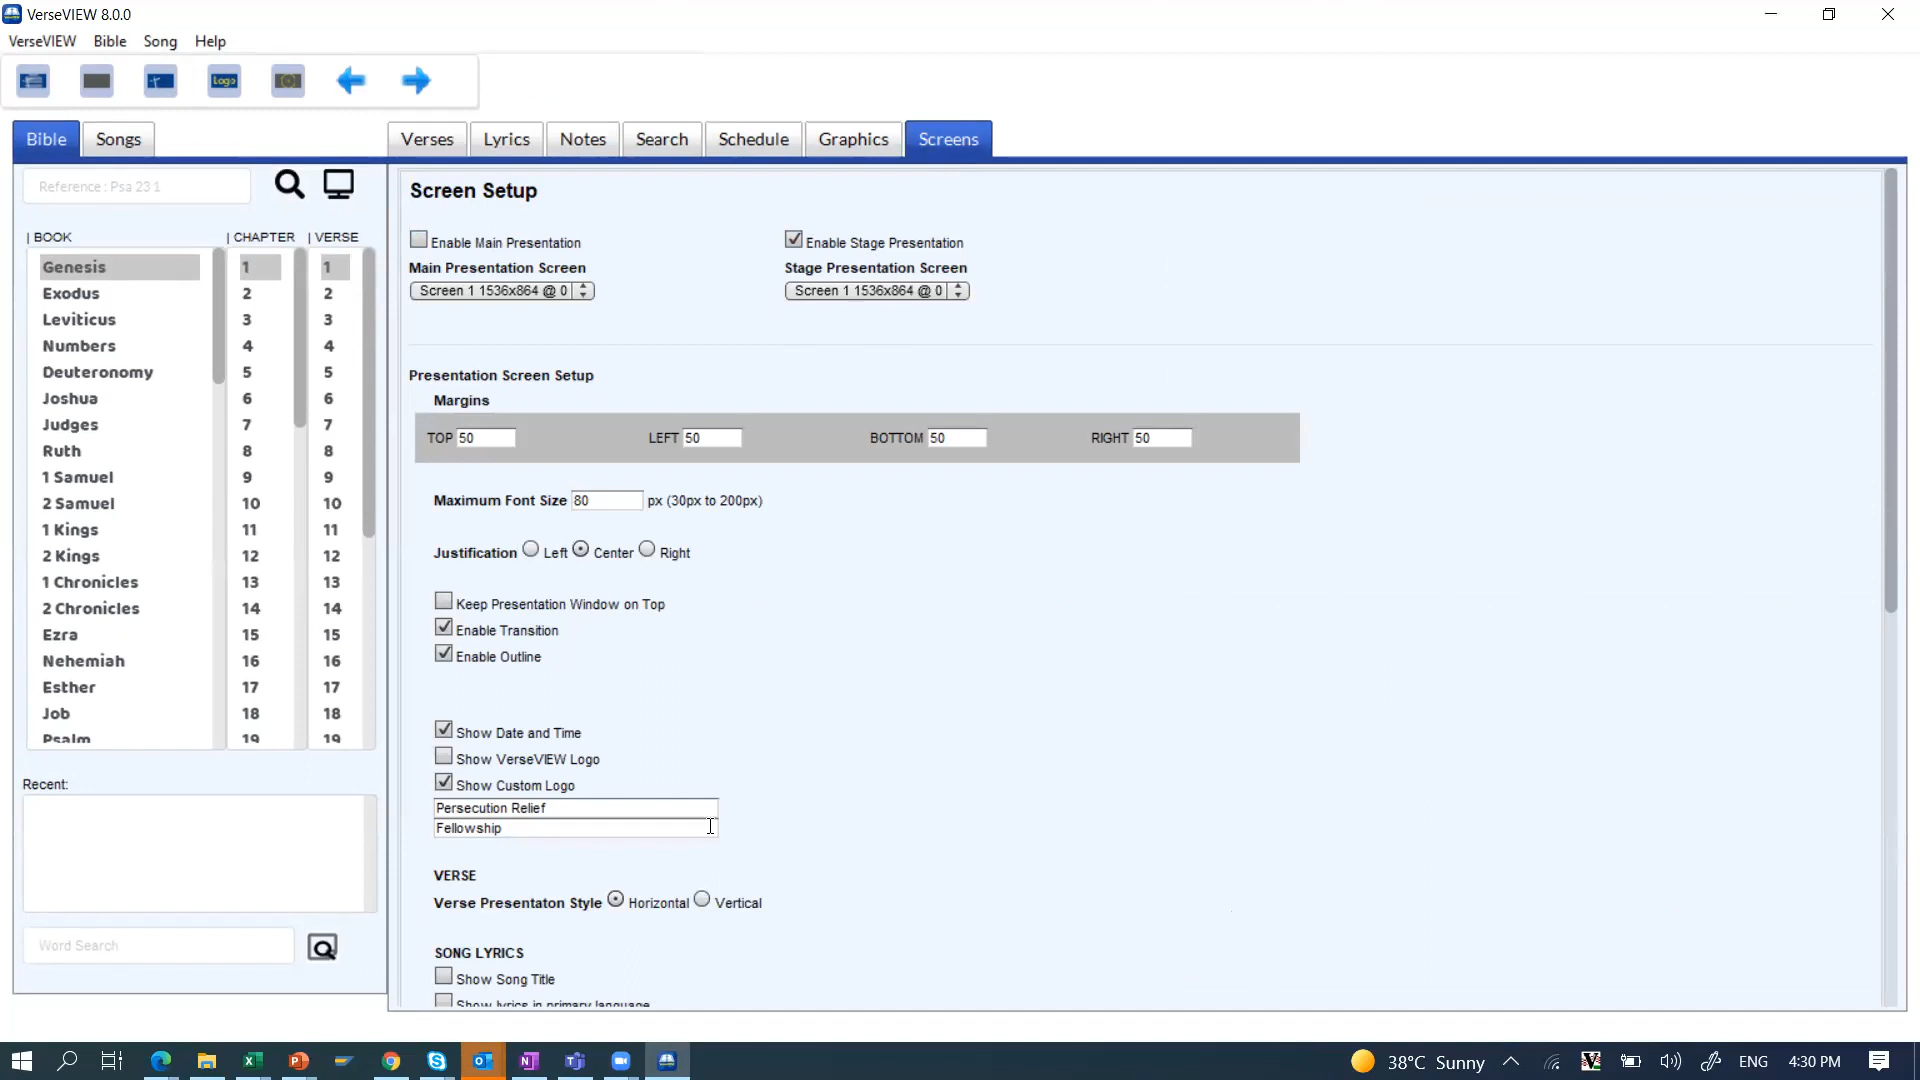 VerseVIEW 8.0.0
VerseVIEW Bible Song Help
Logo
Bible Songs
Verses Lyrics Notes Search Schedule Graphics Screens
Reference : Psa 23 1
| BOOK | CHAPTER | VERSE
Genesis 1 1
Exodus 2 2
Leviticus 3 3
Numbers 4 4
Deuteronomy 5 5
Joshua 6 6
Judges 7 7
Ruth 8 8
1 Samuel 9 9
2 Samuel 10 10
1 Kings 11 11
2 Kings 12 12
1 Chronicles 13 13
2 Chronicles 14 14
Ezra 15 15
Nehemiah 16 16
Esther 17 17
Job 18 18
Psalm 19 19
Recent:
Word Search
Screen Setup
Enable Main Presentation Enable Stage Presentation
Main Presentation Screen Stage Presentation Screen
Screen 1 1536x864 @ 0 Screen 1 1536x864 @ 0
Presentation Screen Setup
Margins
TOP 50 LEFT 50 BOTTOM 50 RIGHT 50
Maximum Font Size 80 px (30px to 200px)
Justification Left Center Right
Keep Presentation Window on Top
Enable Transition
Enable Outline
Show Date and Time
Show VerseVIEW Logo
Show Custom Logo
Persecution Relief
Fellowship
VERSE
Verse Presentaton Style Horizontal Vertical
SONG LYRICS
Show Song Title
Show lyrics in primary language
38°C Sunny ENG 4:30 PM